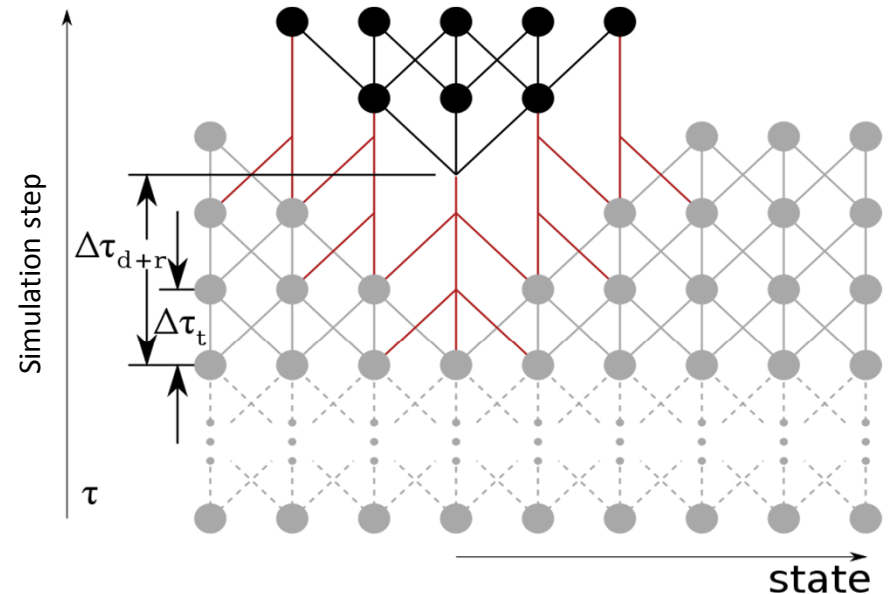 Simulation step
Δτd+r
Δτt
τ
state